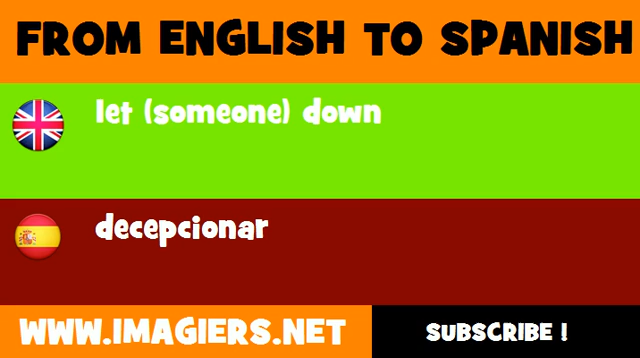 FROM ENGLISH TO SPANISH
let (someone) down
decepcionar
WWW.IMAGIERS.NET
SUBSCRIBE !